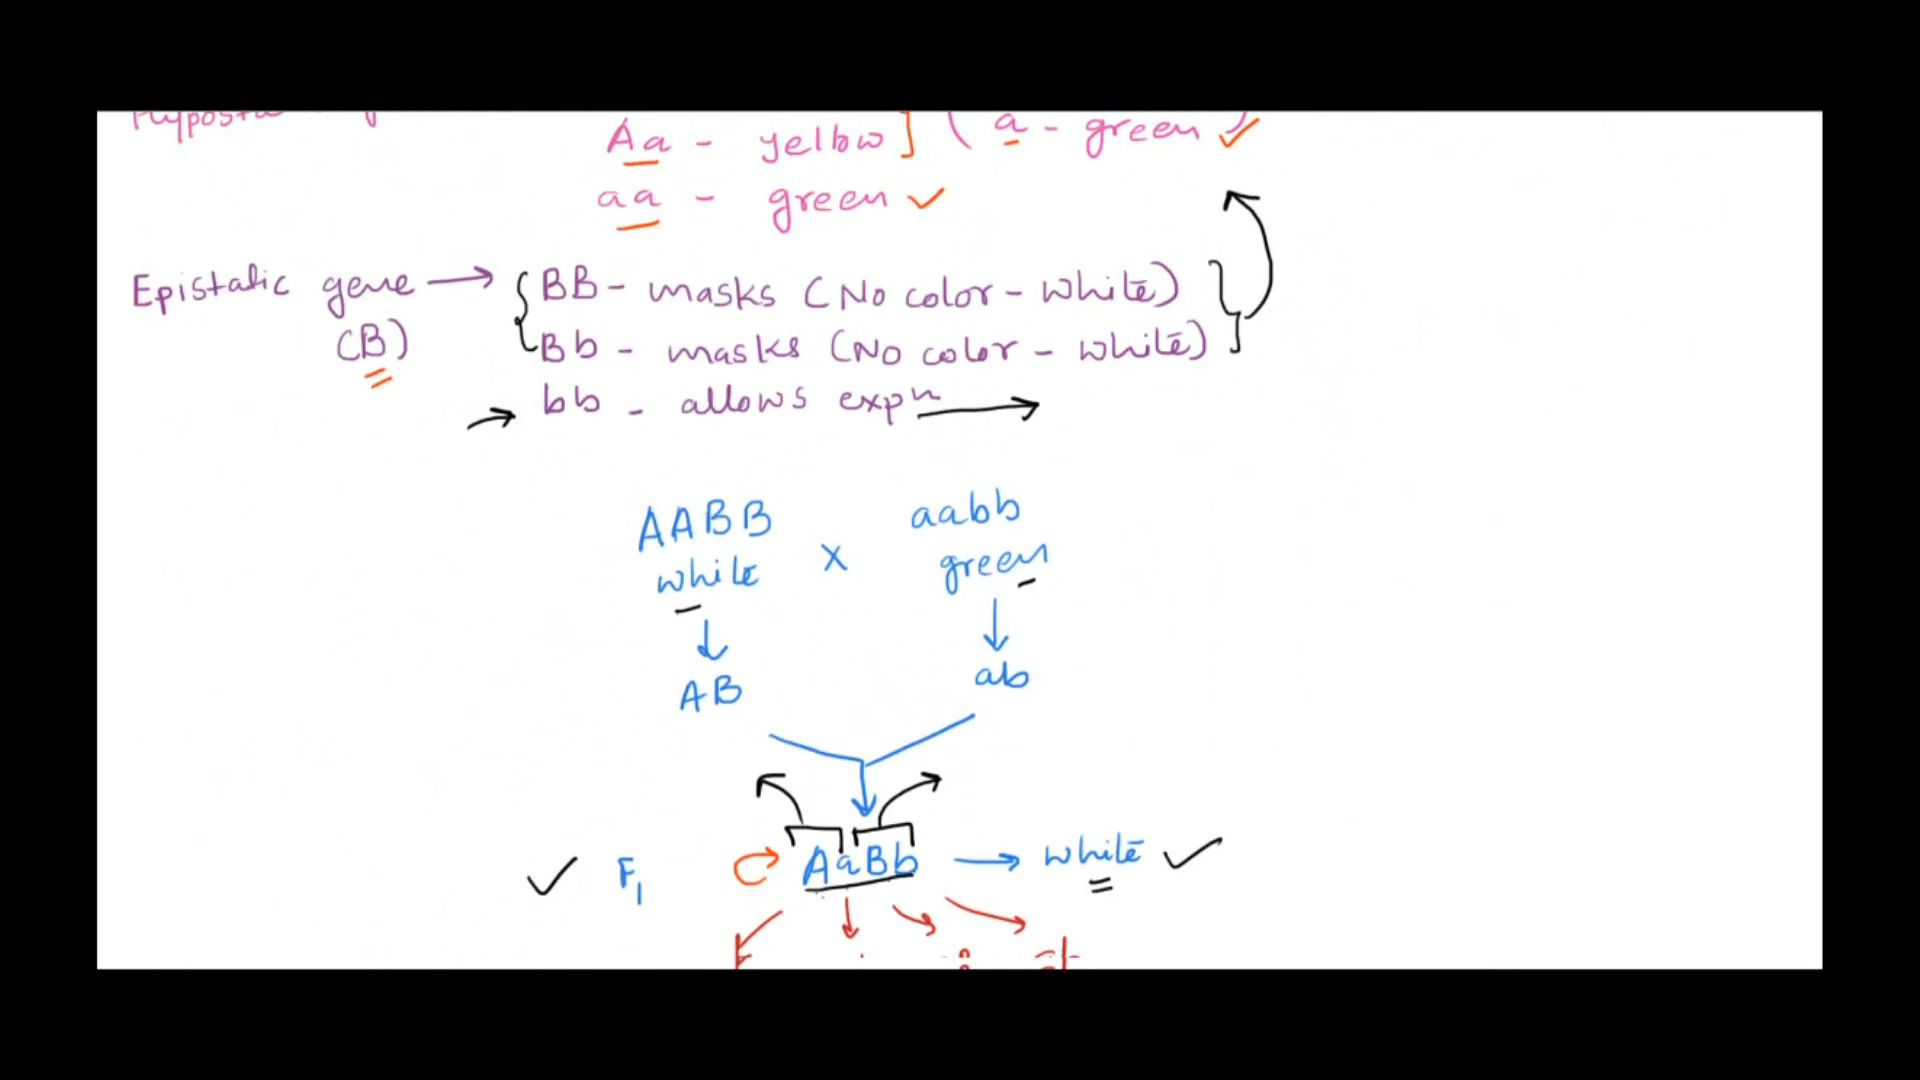 Aa - yellow ] ( a - green )
aa - green
Epistatic gene → BB - masks (No color - white)
(B) Bb - masks (No color - white)
bb - allows expn
AABB x aabb
white green
AB ab
F1 AaBb → white